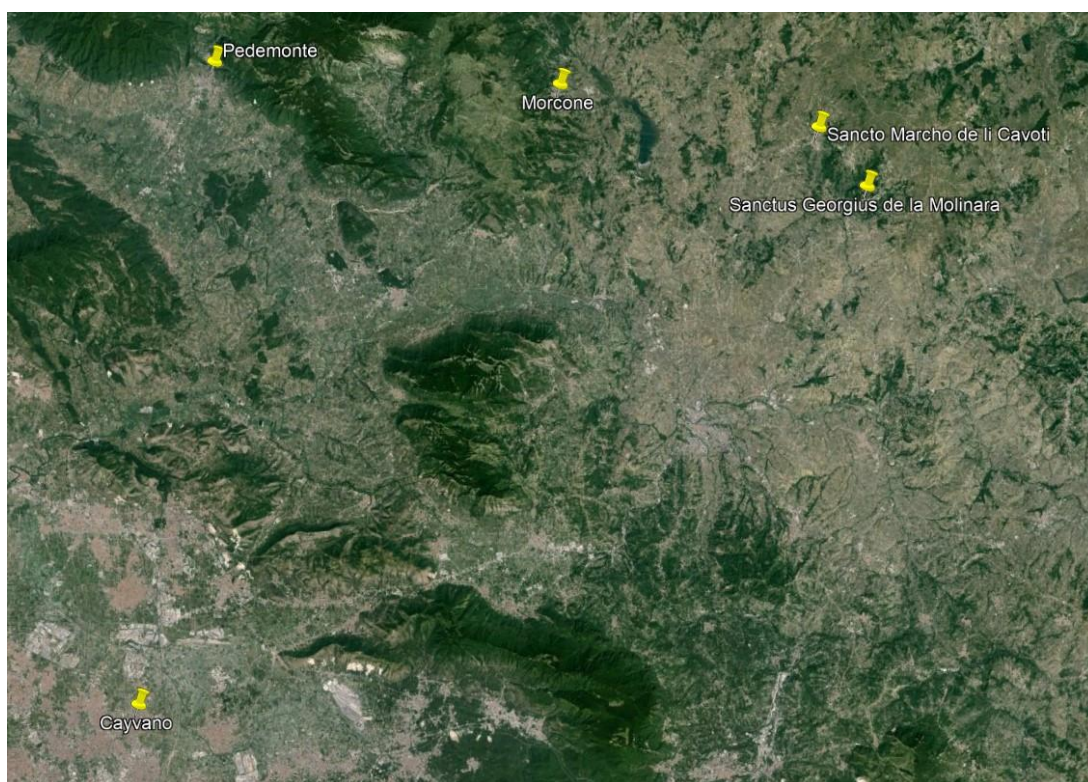 Pedemonte
Morcone
Sancto Marcho de li Cavoti
Sanctus Georgius de la Molinara
Cayvano